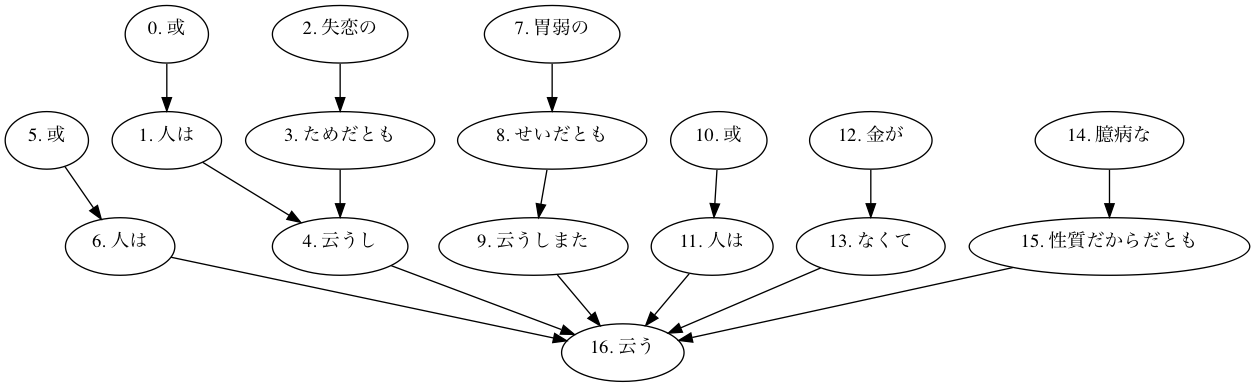 0. 或
2. 失恋の
7. 胃弱の
5. 或
1. 人は
3. ためだとも
8. せいだとも
10. 或
12. 金が
14. 臆病な
6. 人は
4. 云うし
9. 云うしまた
11. 人は
13. なくて
15. 性質だからだとも
16. 云う